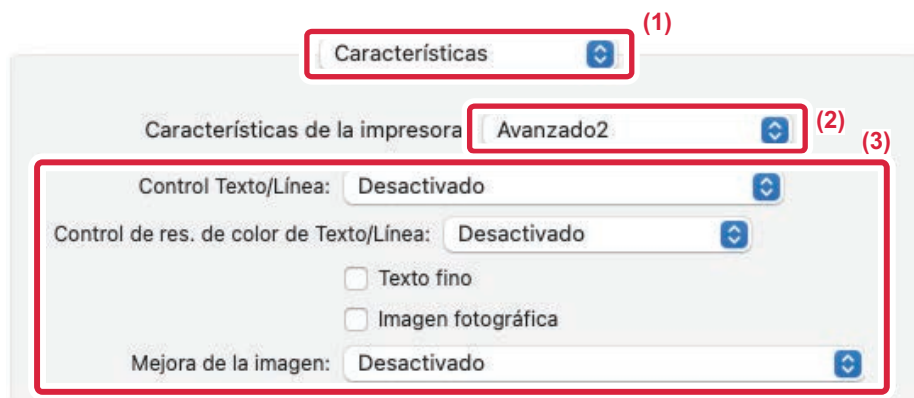 (1)
Características
Características de la impresora Avanzado2 (2)
(3)
Control Texto/Línea: Desactivado
Control de res. de color de Texto/Línea: Desactivado
Texto fino
Imagen fotográfica
Mejora de la imagen: Desactivado